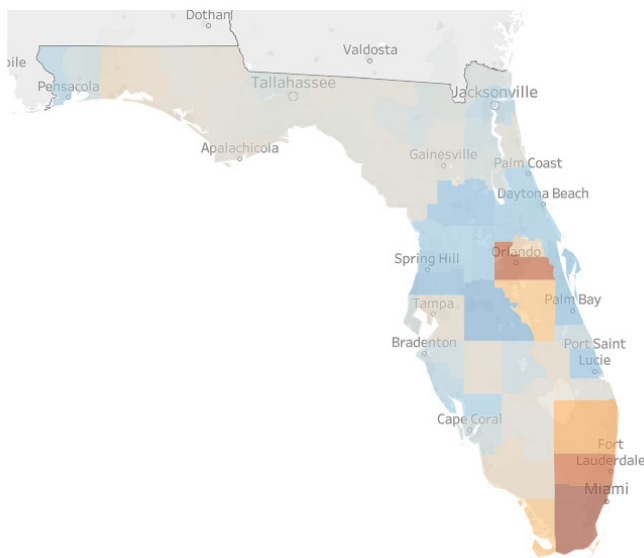 Dothan
Valdosta
bile
Pensacola
Tallahassee
Jacksonville
Apalachicola
Gainesville
Palm Coast
Daytona Beach
Spring Hill
Orlando
Tampa
Palm Bay
Bradenton
Port Saint
Lucie
Cape Coral
Fort
Lauderdale
Miami